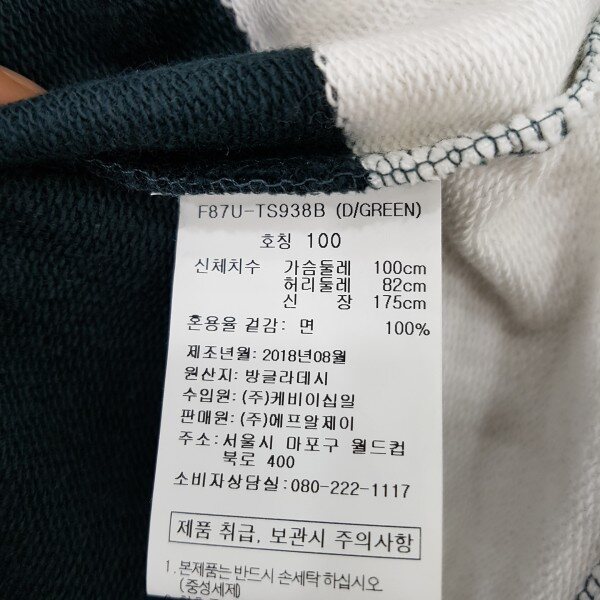 F87U-TS938B (D/GREEN)
호칭 100
신체치수 가슴둘레 100cm
허리둘레 82cm
신 장 175cm
혼용율 겉감: 면 100%
제조년월: 2018년08월
원산지: 방글라데시
수입원: (주)케비이십일
판매원: (주)에프알제이
주소: 서울시 마포구 월드컵
북로 400
소비자상담실: 080-222-1117
제품 취급, 보관시 주의사항
1. 본제품는 반드시 손세탁 하십시오
(중성세제)